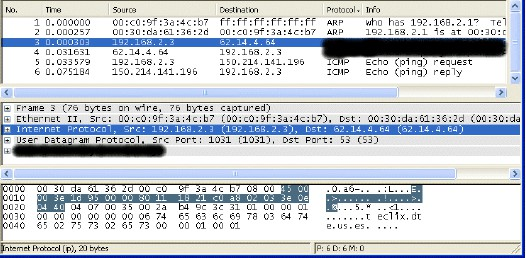 No. Time Source Destination Protocol Info
1 0.000000 00:c0:9f:3a:4c:b7 ff:ff:ff:ff:ff:ff ARP who has 192.168.2.1? Tel
2 0.000257 00:30:da:61:36:2d 00:c0:9f:3a:4c:b7 ARP 192.168.2.1 is at 00:30:
3 0.000303 192.168.2.3 62.14.4.64
4 0.031631 62.14.4.64 192.168.2.3
5 0.033579 192.168.2.3 150.214.141.196 ICMP Echo (ping) request
6 0.075184 150.214.141.196 192.168.2.3 ICMP Echo (ping) reply
Frame 3 (76 bytes on wire, 76 bytes captured)
Ethernet II, Src: 00:c0:9f:3a:4c:b7 (00:c0:9f:3a:4c:b7), Dst: 00:30:da:61:36:2d (00:30:da
Internet Protocol, Src: 192.168.2.3 (192.168.2.3), Dst: 62.14.4.64 (62.14.4.64)
User Datagram Protocol, Src Port: 1031 (1031), Dst Port: 53 (53)
0000 00 30 da 61 36 2d 00 c0 9f 3a 4c b7 08 00 45 00 .0.a6-.. .:L...E.
0010 00 3e 1d 95 00 00 80 11 18 21 c0 a8 02 03 3e 0e
0020 04 40 04 07 00 35 00 2a b4 9c 3c 31 01 00 00 01
0030 00 00 00 00 00 00 06 74 65 63 6c 69 78 03 64 74 teclix.dt
0040 65 02 75 73 02 65 73 00 00 01 00 01 e.us.es.
Internet Protocol (ip), 20 bytes P: 6 D: 6 M: 0